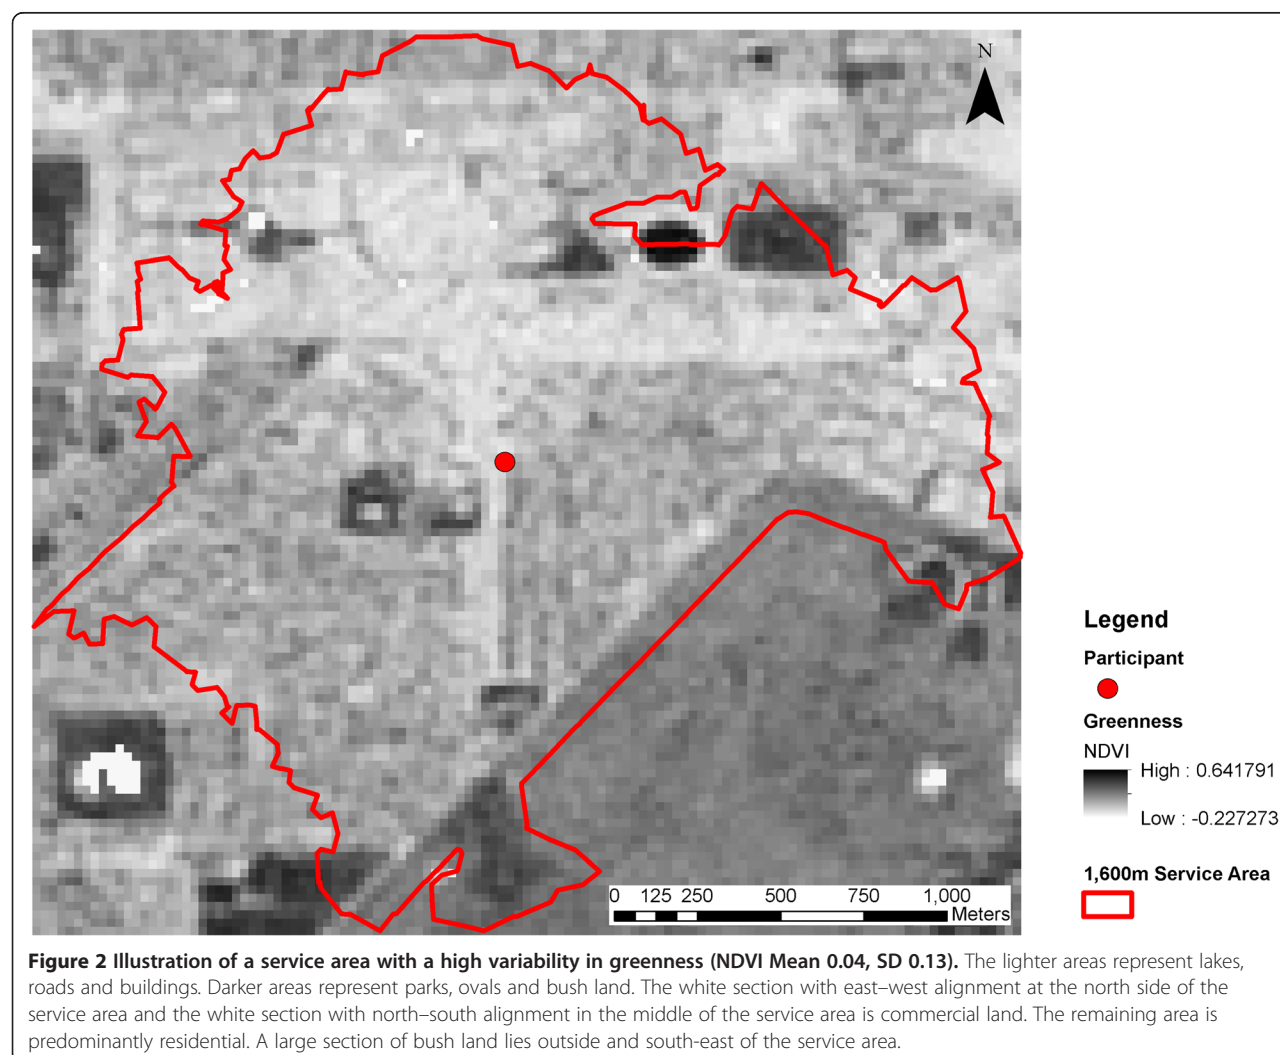 N
Legend
Participant
Greenness
NDVI
High : 0.641791
Low : -0.227273
1,600m Service Area
0 125 250 500 750 1,000
Meters
Figure 2 Illustration of a service area with a high variability in greenness (NDVI Mean 0.04, SD 0.13). The lighter areas represent lakes,
roads and buildings. Darker areas represent parks, ovals and bush land. The white section with east–west alignment at the north side of the
service area and the white section with north–south alignment in the middle of the service area is commercial land. The remaining area is
predominantly residential. A large section of bush land lies outside and south-east of the service area.